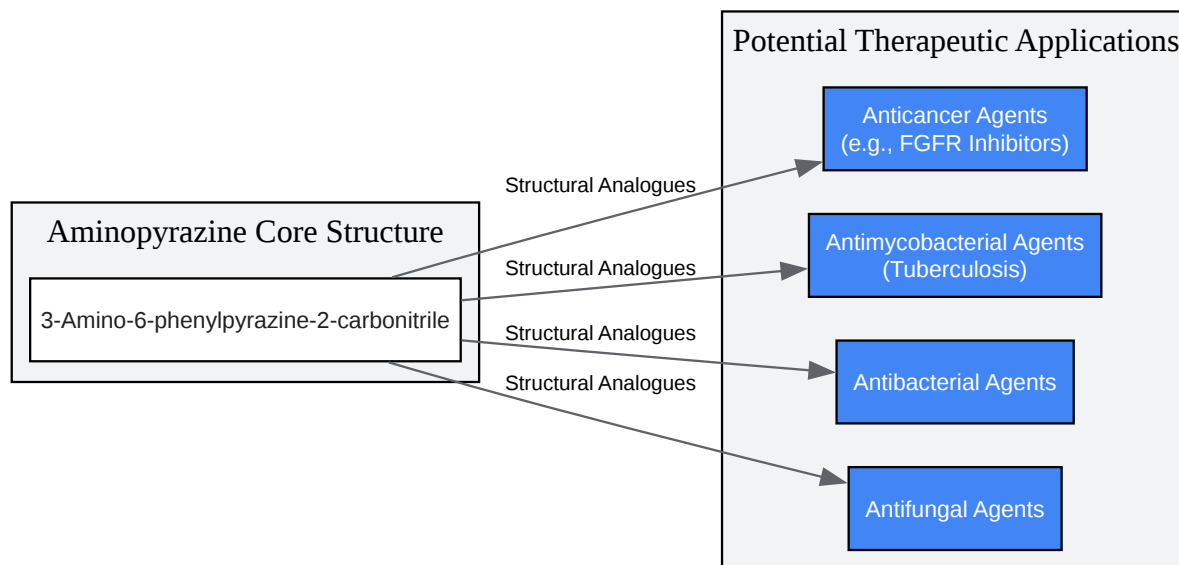 Potential Therapeutic Applications
Anticancer Agents
(e.g., FGFR Inhibitors)
Structural Analogues
Aminopyrazine Core Structure
Antimycobacterial Agents
(Tuberculosis)
Structural Analogues
3-Amino-6-phenylpyrazine-2-carbonitrile
Structural Analogues
Antibacterial Agents
Structural Analogues
Antifungal Agents